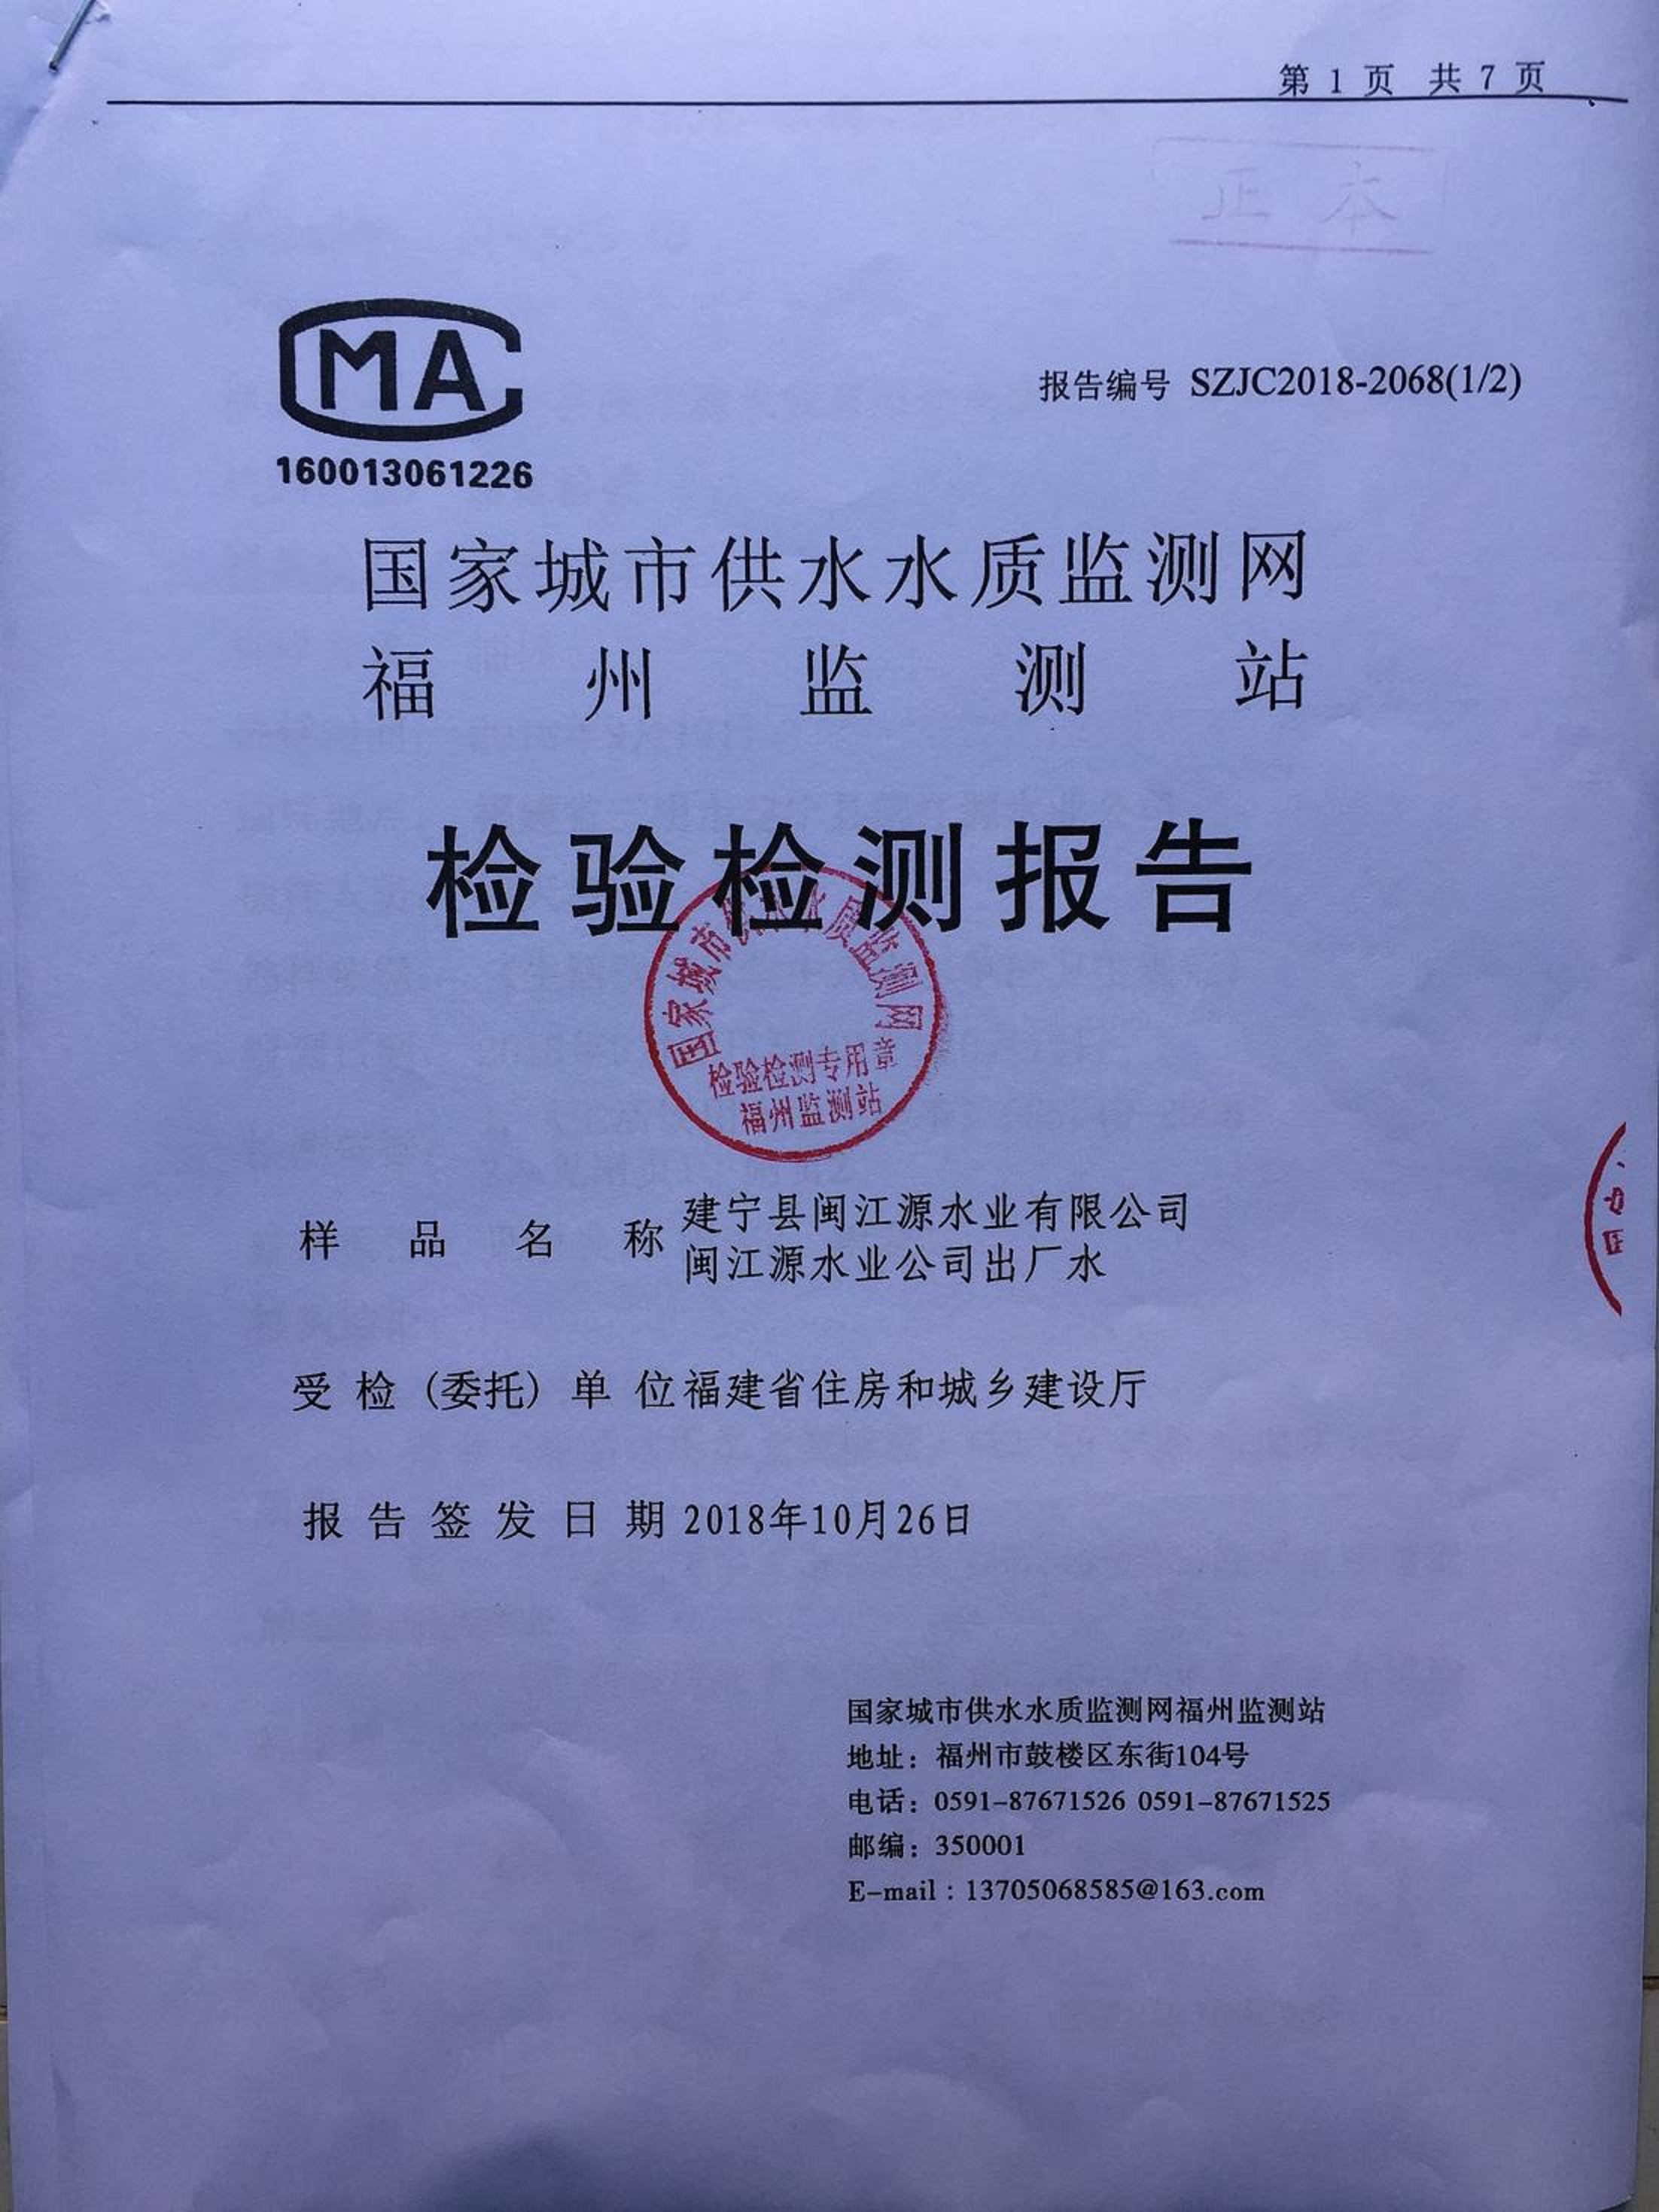 第 1 页 共 7 页
正本
CMA
160013061226
报告编号 SZJC2018-2068(1/2)
国家城市供水水质监测网
福州监测站
检验检测报告
国家城市供水水质监测网
检验检测专用章
福州监测站
样品名称 建宁县闽江源水业有限公司
闽江源水业公司出厂水
受检（委托）单位 福建省住房和城乡建设厅
报告签发日期 2018年10月26日
国家城市供水水质监测网福州监测站
地址：福州市鼓楼区东街104号
电话：0591-87671526 0591-87671525
邮编：350001
E-mail：13705068585@163.com